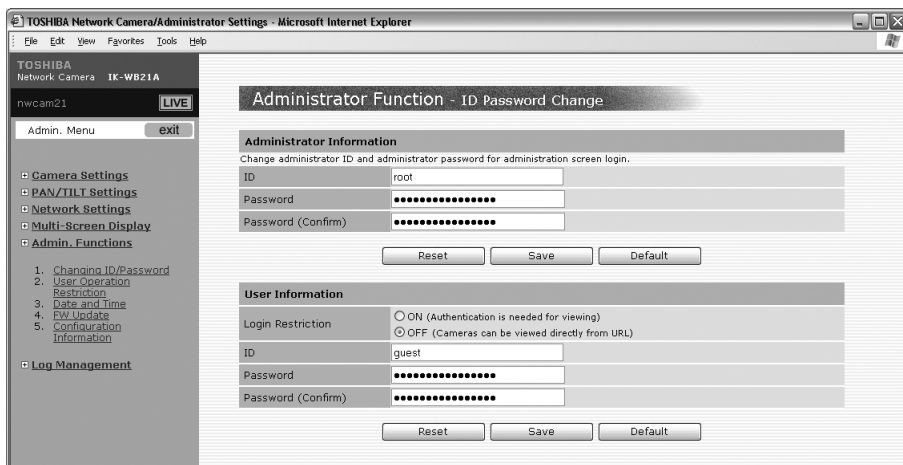 TOSHIBA Network Camera/Administrator Settings - Microsoft Internet Explorer
File Edit View Favorites Tools Help
TOSHIBA
Network Camera IK-WB21A
nwcam21 LIVE
Admin. Menu exit
Camera Settings
PAN/TILT Settings
Network Settings
Multi-Screen Display
Admin. Functions
1. Changing ID/Password
2. User Operation
Restriction
3. Date and Time
4. FW Update
5. Configuration
Information
Log Management
Administrator Function - ID Password Change
Administrator Information
Change administrator ID and administrator password for administration screen login.
ID root
Password ●●●●●●●●●●●●●●●●
Password (Confirm) ●●●●●●●●●●●●●●●●
Reset Save Default
User Information
Login Restriction
ON (Authentication is needed for viewing)
OFF (Cameras can be viewed directly from URL)
ID guest
Password ●●●●●●●●●●●●●●●●
Password (Confirm) ●●●●●●●●●●●●●●●●
Reset Save Default